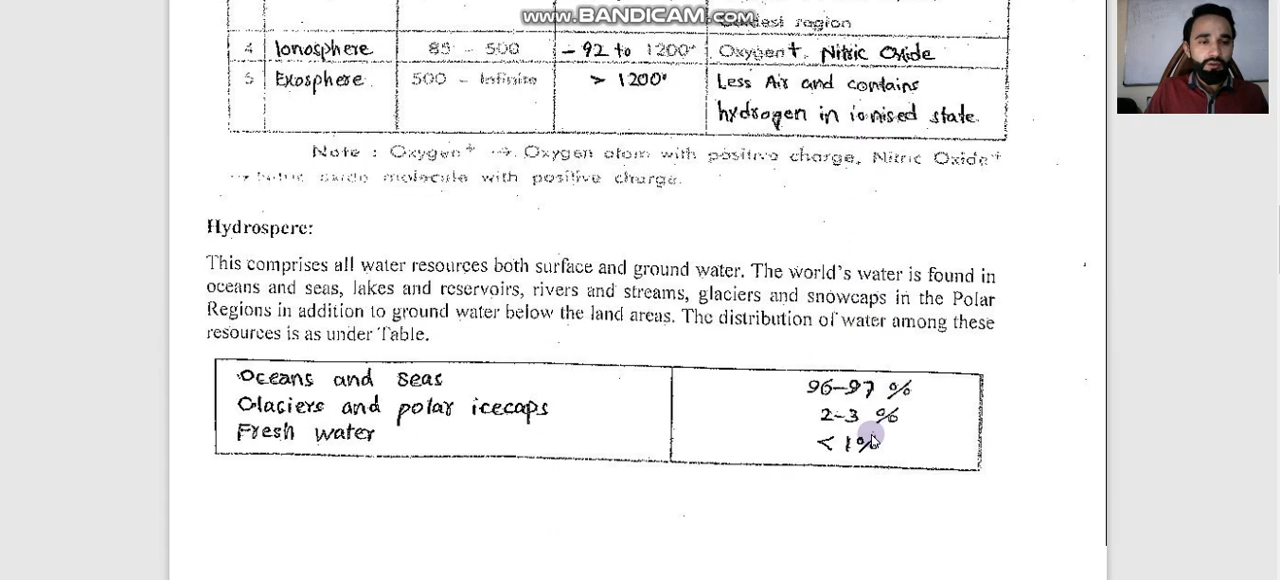 www.BANDICAM.com
region
4 Ionosphere 85 - 500 - 92 to 1200° Oxygen+, Nitric Oxide
5 Exosphere 500 - Infinite > 1200° Less Air and contains
hydrogen in ionised state.
Note : Oxygen+ → Oxygen atom with positive charge, Nitric Oxide+
→ Nitric oxide molecule with positive charge.
Hydrospere:
This comprises all water resources both surface and ground water. The world's water is found in
oceans and seas, lakes and reservoirs, rivers and streams, glaciers and snowcaps in the Polar
Regions in addition to ground water below the land areas. The distribution of water among these
resources is as under Table.
Oceans and seas 96-97 %
Glaciers and polar icecaps 2-3 %
Fresh water < 1%